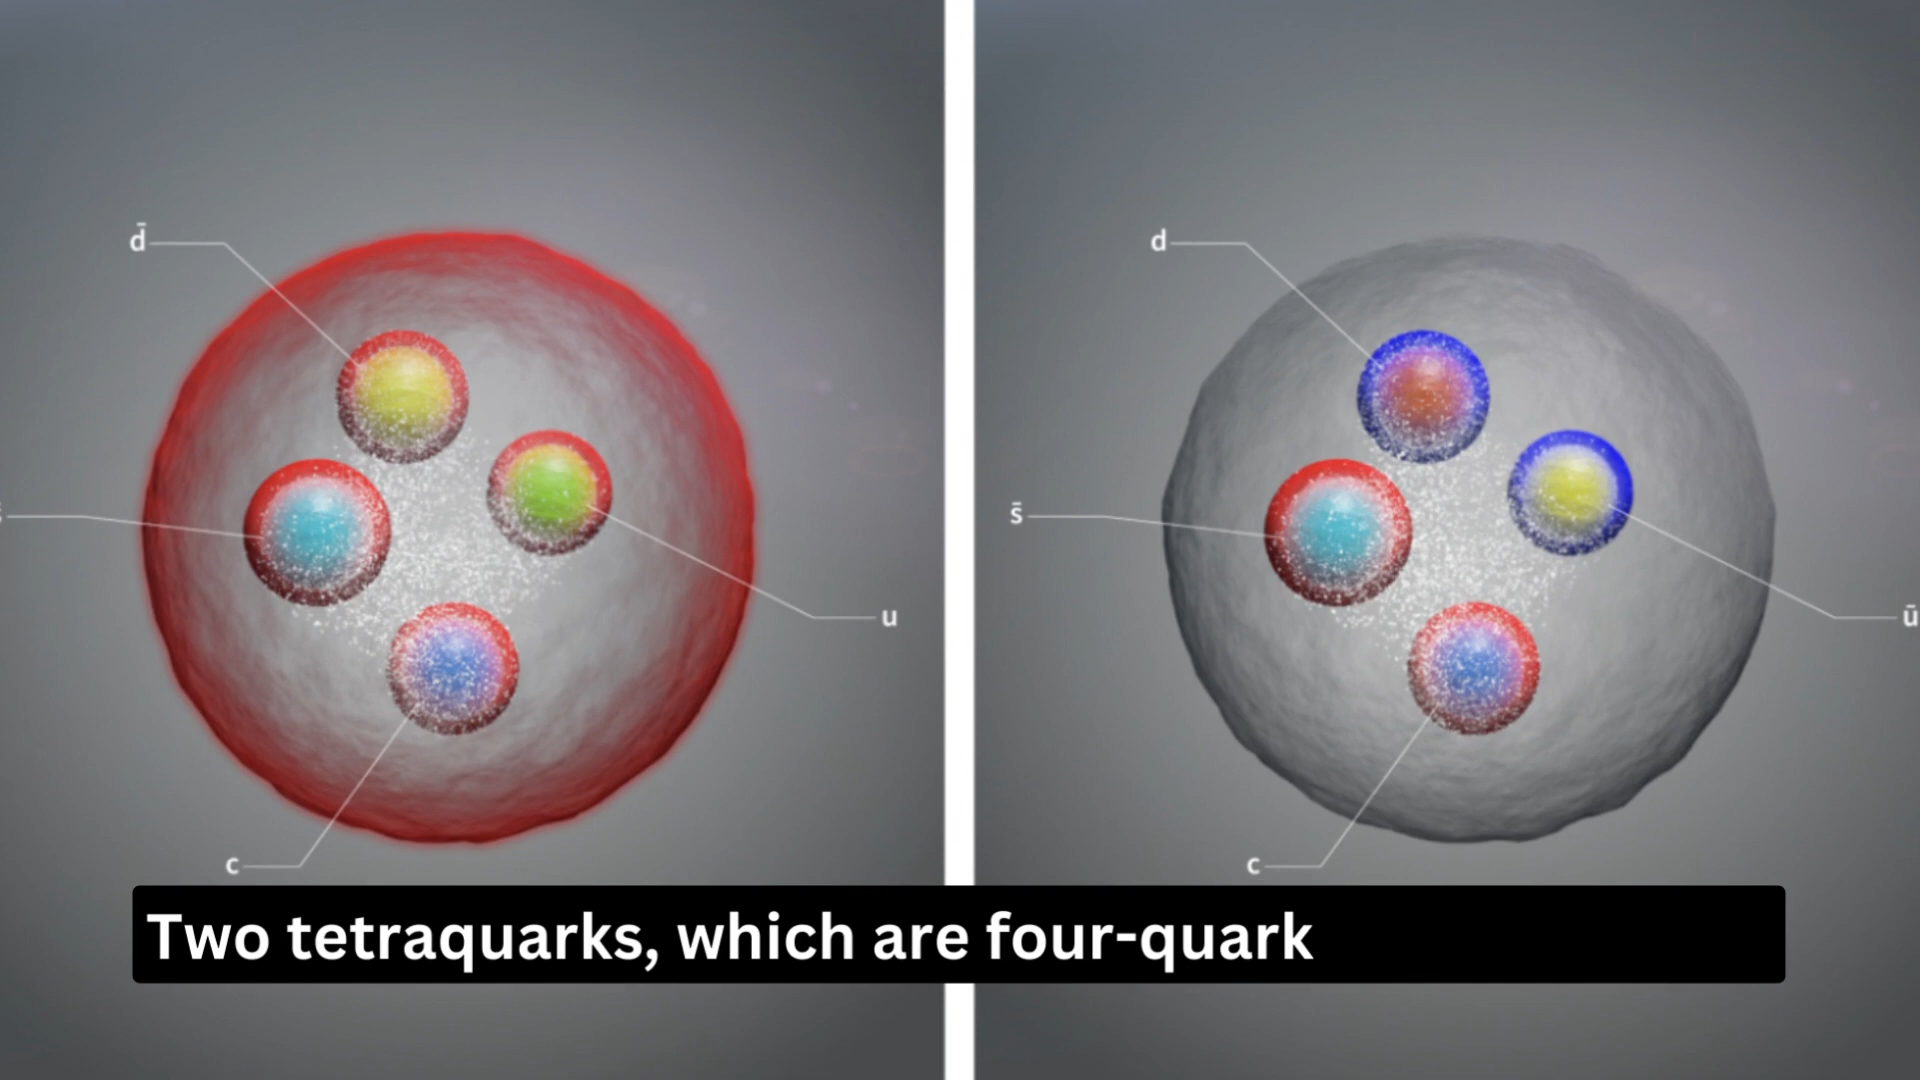 d̄
d
s̄
u
ū
c
c
Two tetraquarks, which are four-quark